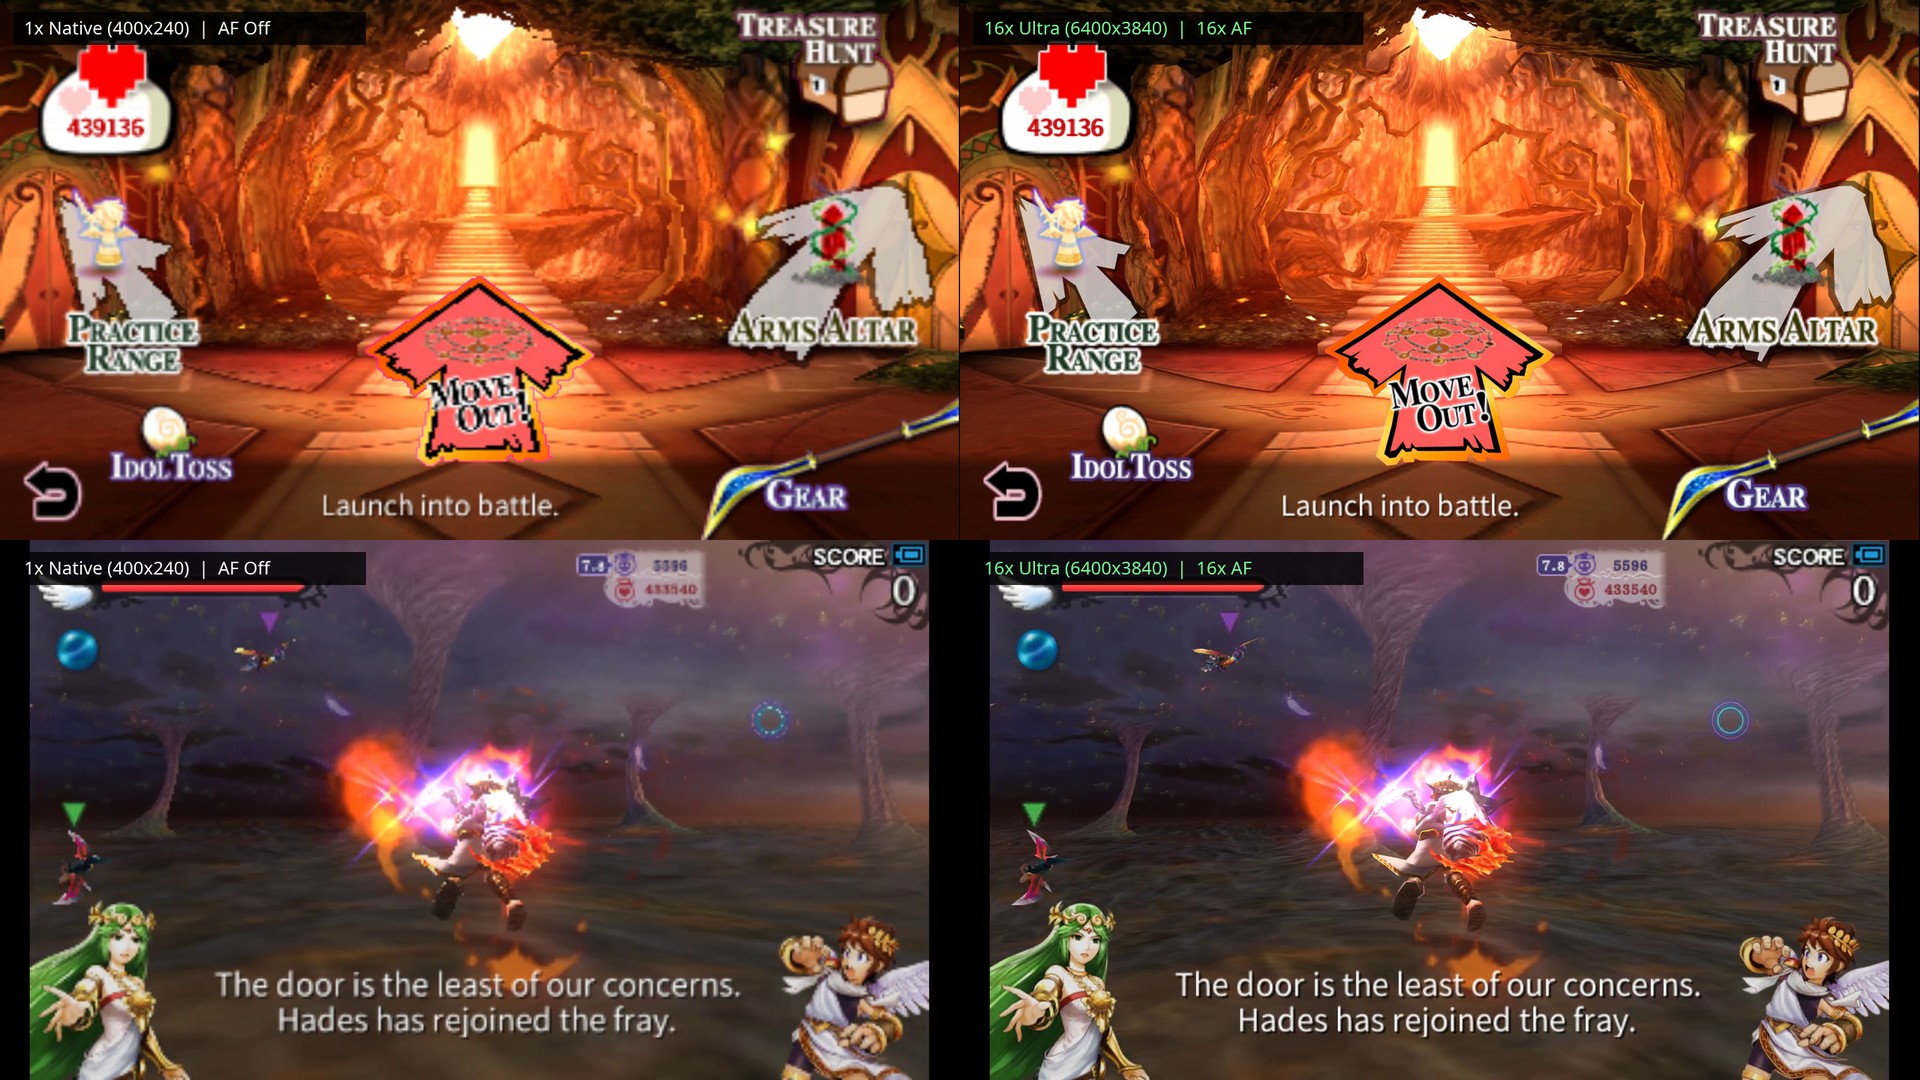 1x Native (400x240) | AF Off
TREASURE
HUNT
439136
PRACTICE
RANGE
ARMS ALTAR
MOVE
OUT!
IDOL TOSS
GEAR
Launch into battle.
16x Ultra (6400x3840) | 16x AF
TREASURE
HUNT
439136
PRACTICE
RANGE
ARMS ALTAR
MOVE
OUT!
IDOL TOSS
GEAR
Launch into battle.
1x Native (400x240) | AF Off
7.8 5596
433540
SCORE
0
The door is the least of our concerns.
Hades has rejoined the fray.
16x Ultra (6400x3840) | 16x AF
7.8 5596
433540
SCORE
0
The door is the least of our concerns.
Hades has rejoined the fray.